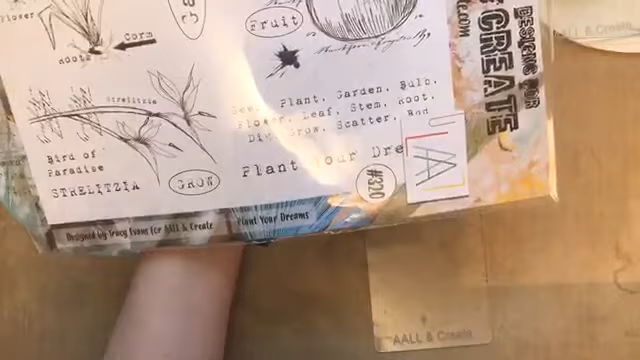 Flower
Corm
Roots
Fruit
Strelitzia
Seed, Plant, Garden, Bulb,
Flower, Leaf, Stem, Root,
Dig, Grow, Scatter, Bud
Bird of
Paradise
STRELITZIA
GROW
Plant Your Dre
#320
DESIGNS FOR
& CREATE
Designed by Tracy Evans for AALL & Create
Plant Your Dreams
AALL & Create
AALL & Create